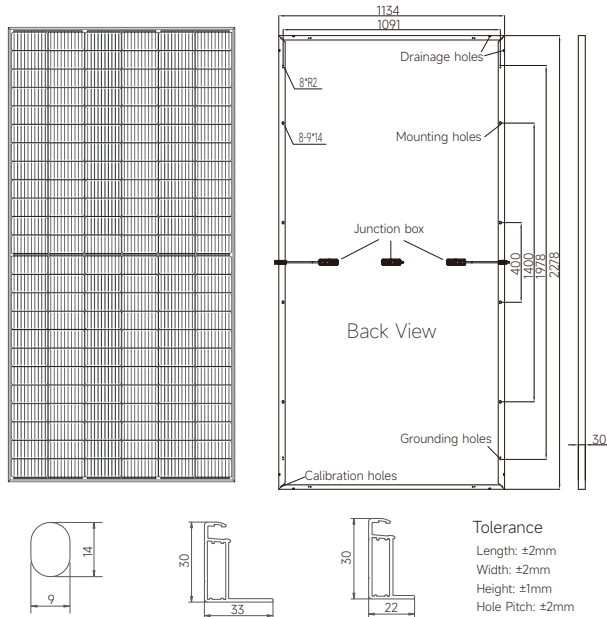 1134
1091
Drainage holes
8*R2
8-9*14
Mounting holes
Junction box
400
1400
1978
2278
Back View
30
Grounding holes
Calibration holes
14
9
30
33
30
22
Tolerance
Length: ±2mm
Width: ±2mm
Height: ±1mm
Hole Pitch: ±2mm